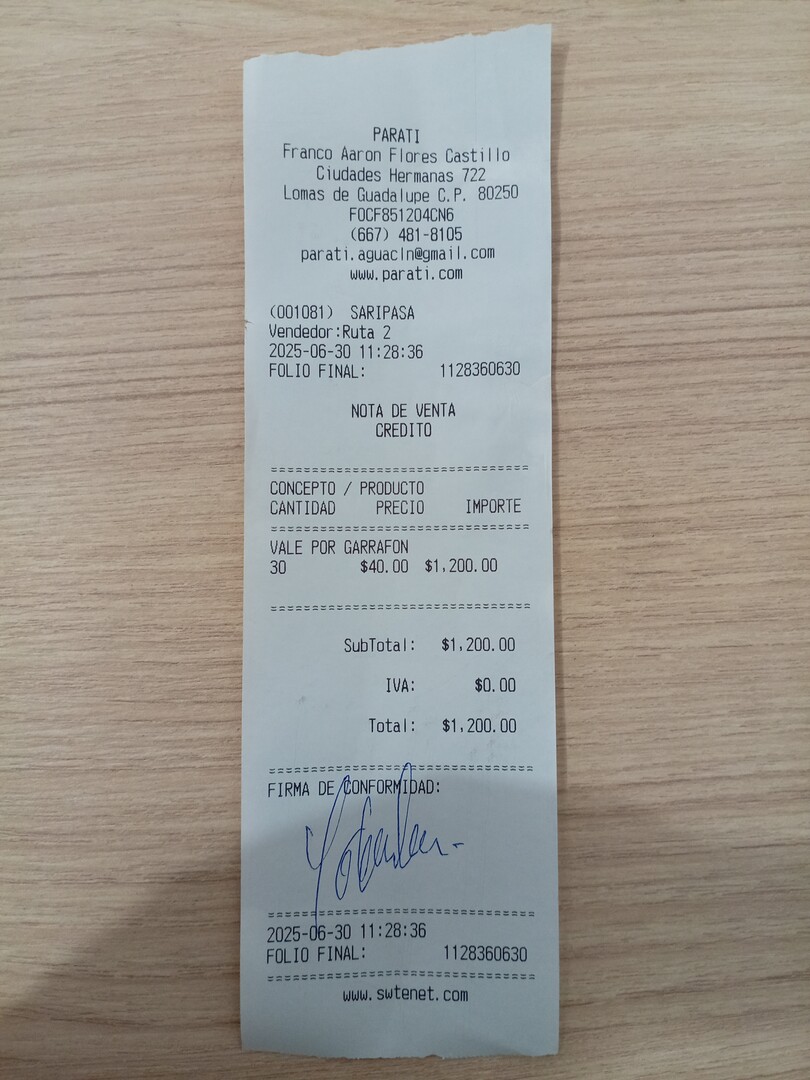 PARATI
Franco Aaron Flores Castillo
Ciudades Hermanas 722
Lomas de Guadalupe C.P. 80250
FOCF851204CN6
(667) 481-8105
parati.aguacln@gmail.com
www.parati.com
(001081) SARIPASA
Vendedor:Ruta 2
2025-06-30 11:28:36
FOLIO FINAL: 1128360630
NOTA DE VENTA
CREDITO
================================
CONCEPTO / PRODUCTO
CANTIDAD PRECIO IMPORTE
================================
VALE POR GARRAFON
30 $40.00 $1,200.00
================================
SubTotal: $1,200.00
IVA: $0.00
Total: $1,200.00
================================
FIRMA DE CONFORMIDAD:
================================
2025-06-30 11:28:36
FOLIO FINAL: 1128360630
================================
www.swtenet.com